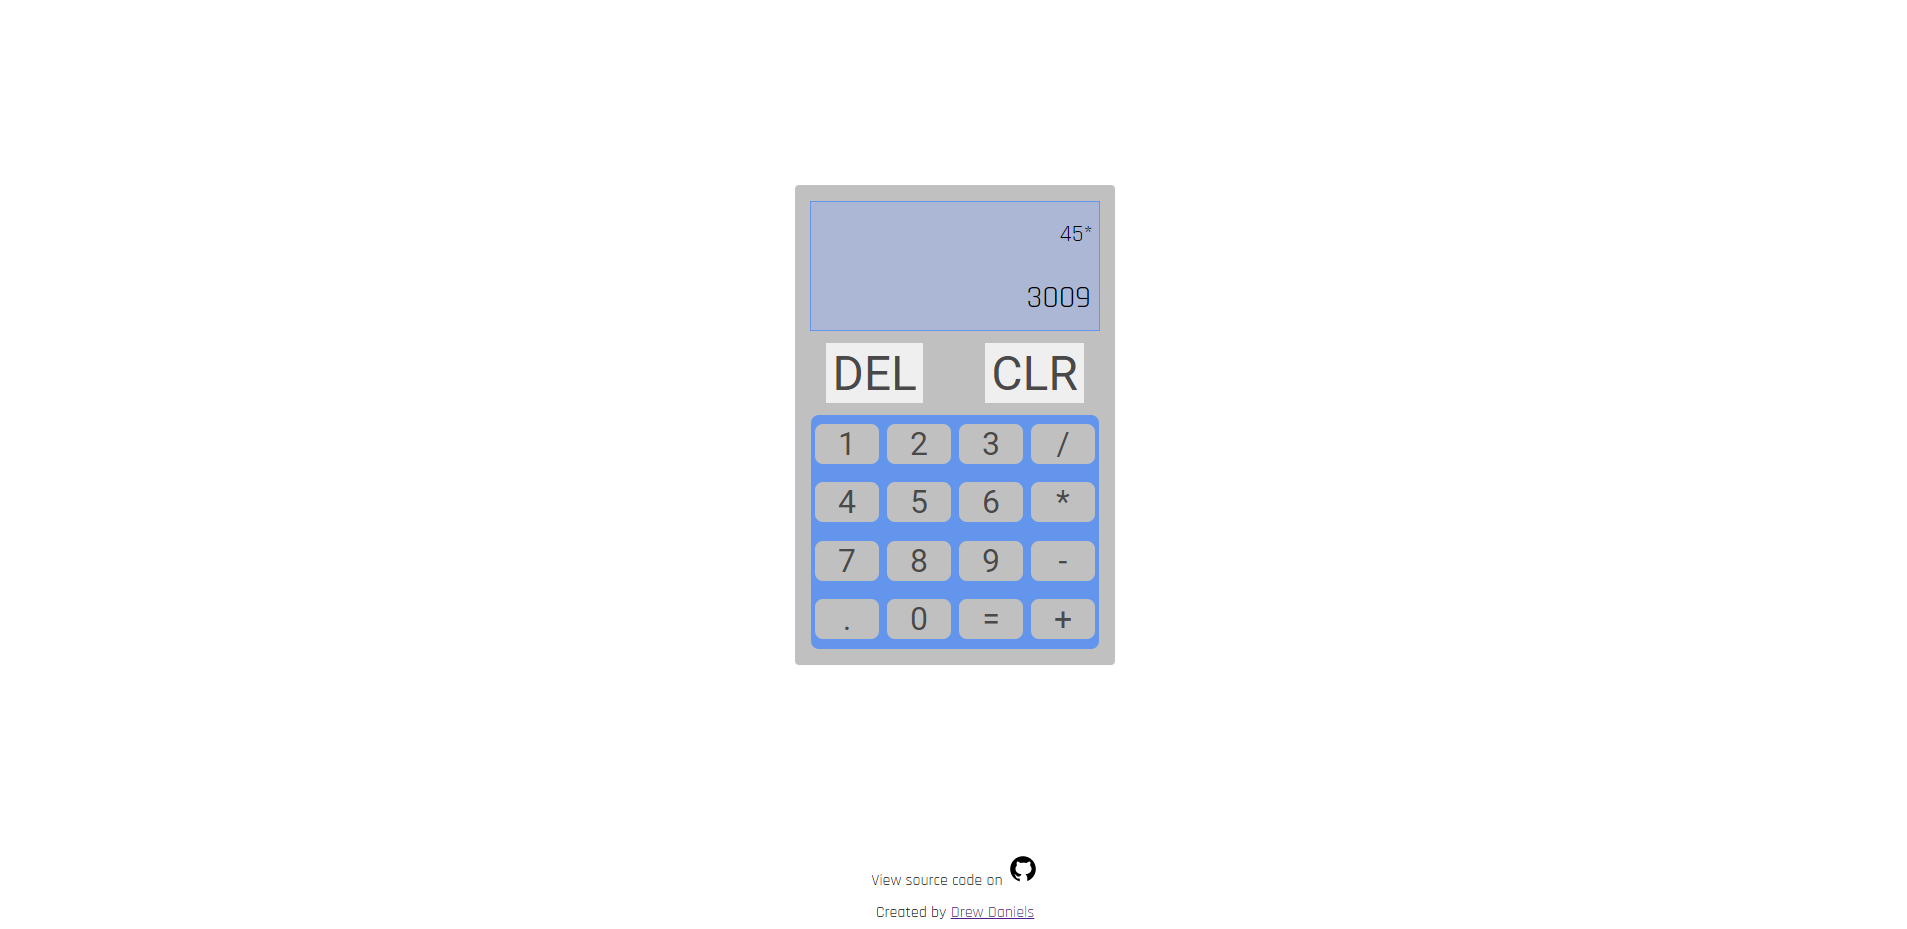 45*
3009
DEL CLR
1 2 3 /
4 5 6 *
7 8 9 -
. 0 = +
View source code on
Created by Drew Daniels